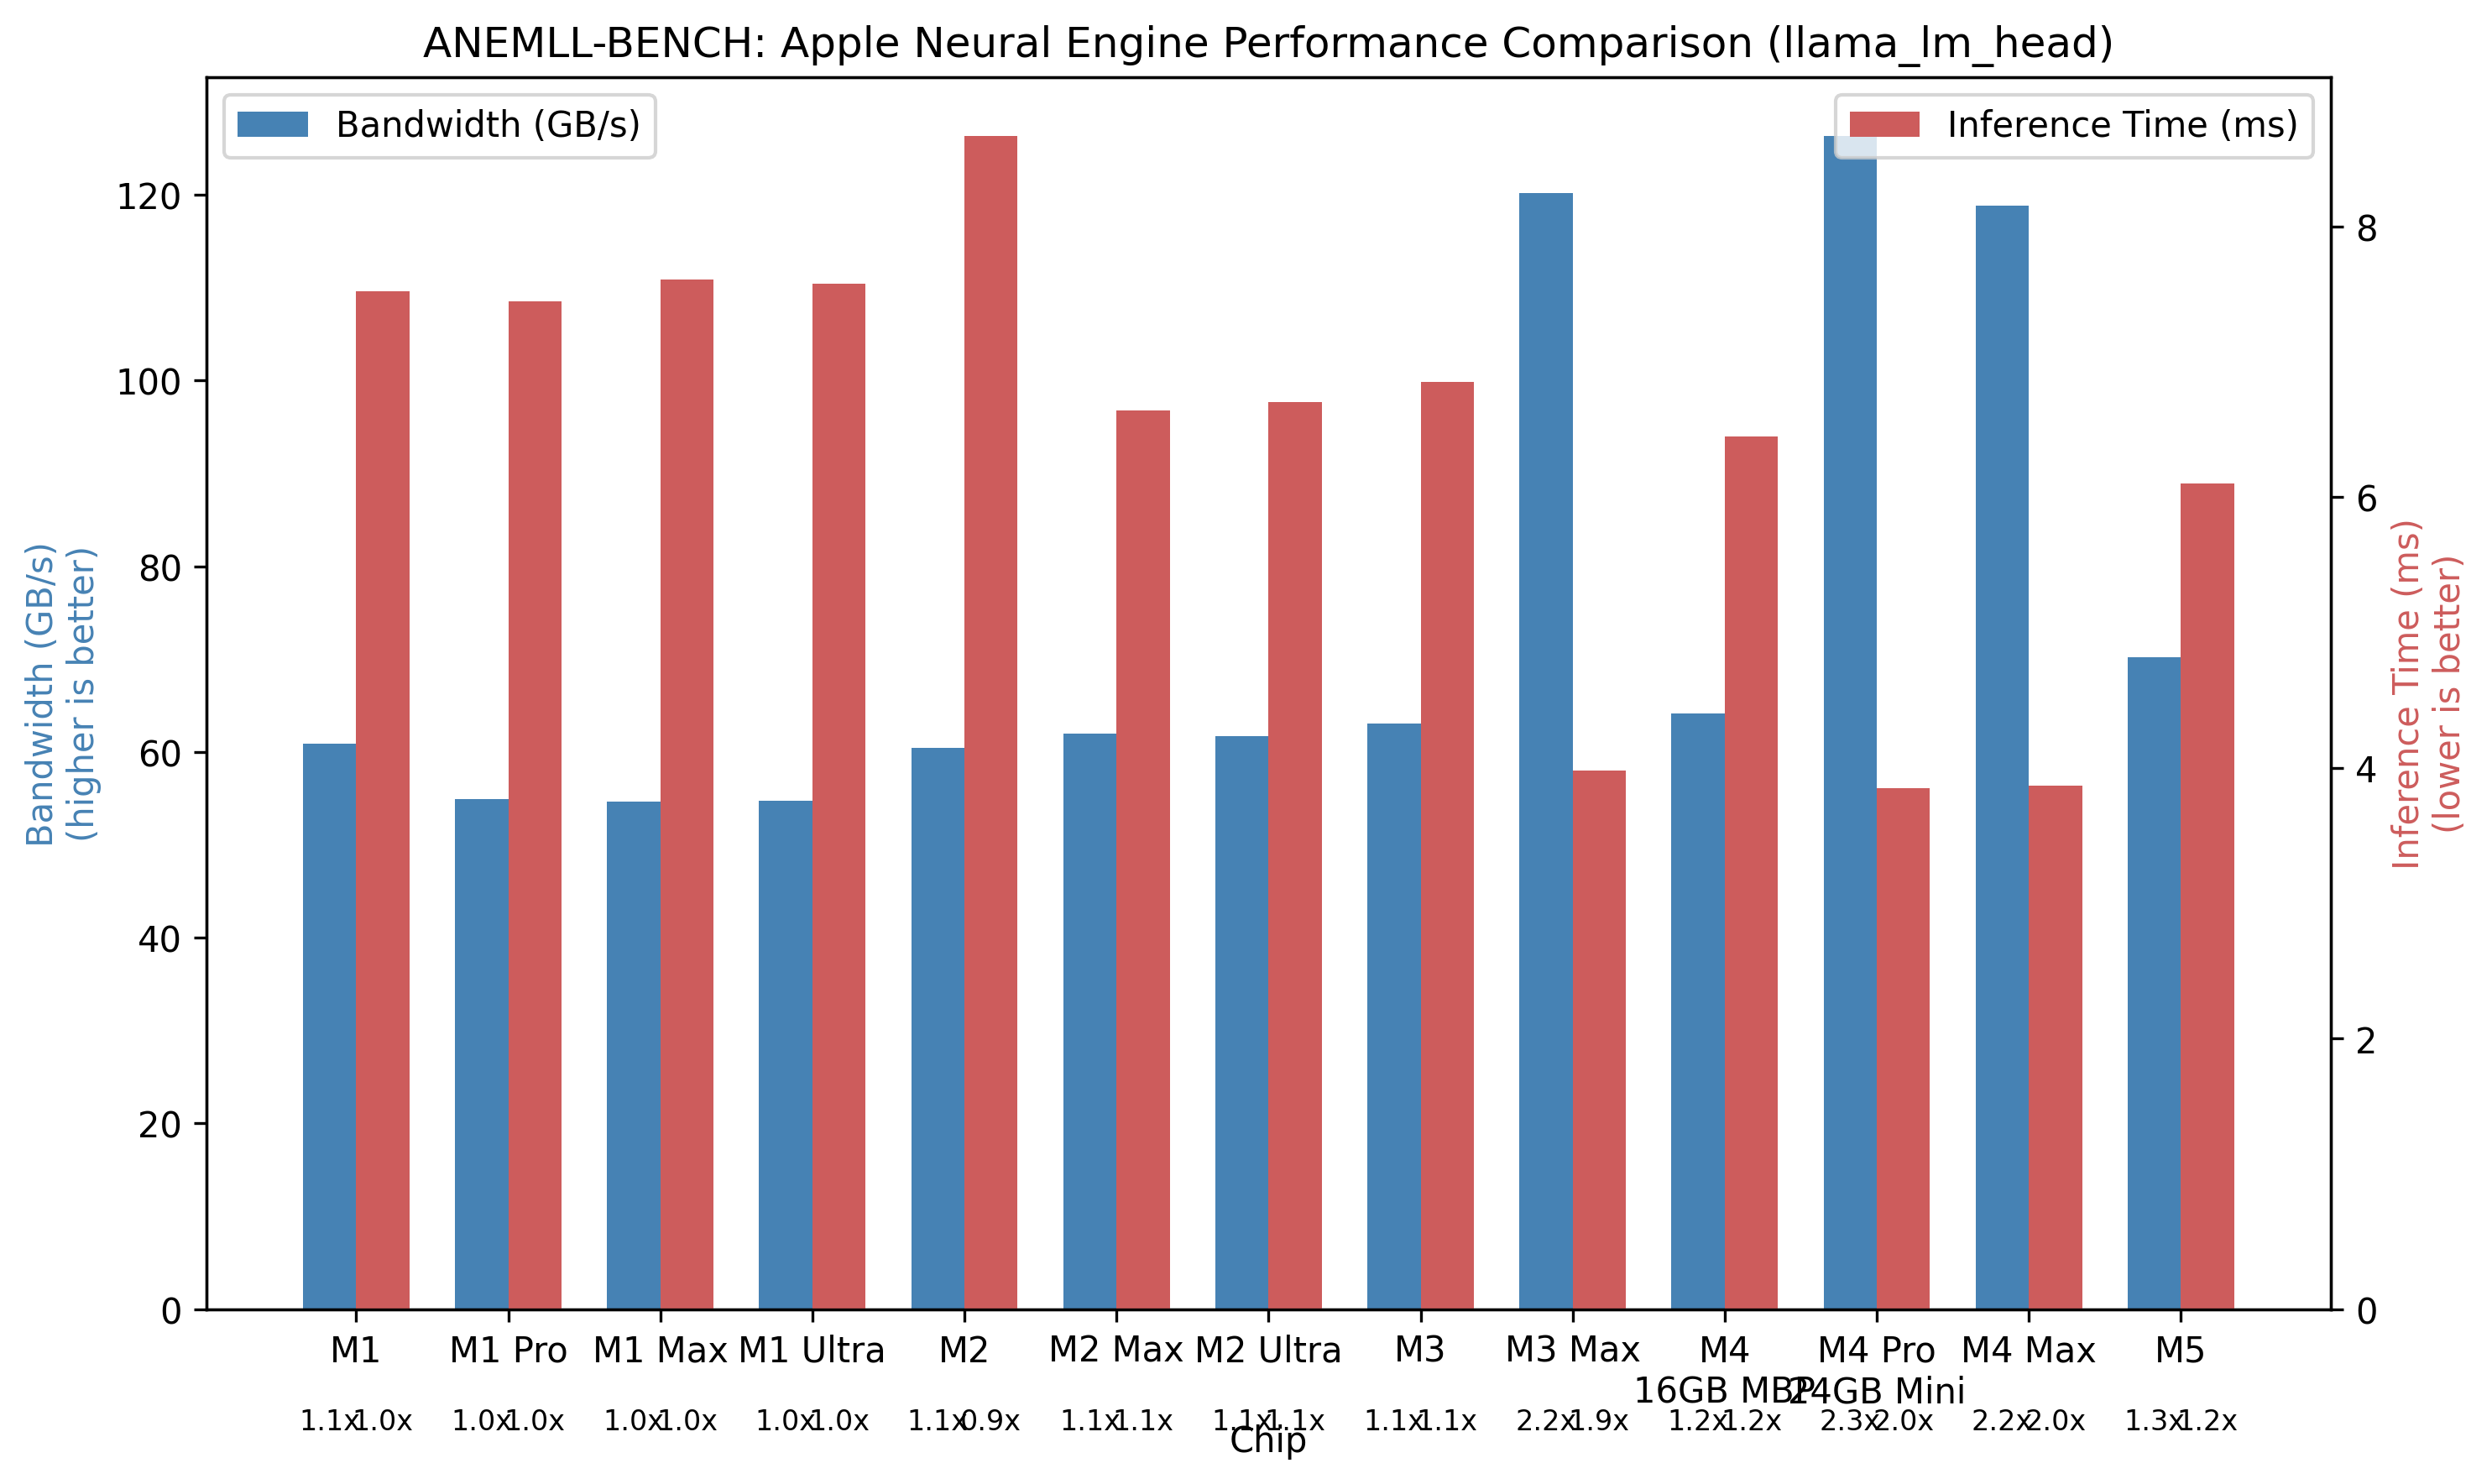 ANEMLL-BENCH: Apple Neural Engine Performance Comparison (llama_lm_head)
Bandwidth (GB/s)
Inference Time (ms)
120
100
80
60
40
20
0
8
6
4
2
0
Bandwidth (GB/s)
(higher is better)
Inference Time (ms)
(lower is better)
M1 M1 Pro M1 Max M1 Ultra M2 M2 Max M2 Ultra M3 M3 Max M4 M4 Pro M4 Max M5
16GB MBP 24GB Mini
1.1x 1.0x 1.0x 1.0x 1.0x 1.0x 1.0x 1.0x 1.1x 0.9x 1.1x 1.1x 1.1x 1.1x 1.1x 1.1x 2.2x 1.9x 1.2x 1.2x 2.3x 2.0x 2.2x 2.0x 1.3x 1.2x
Chip